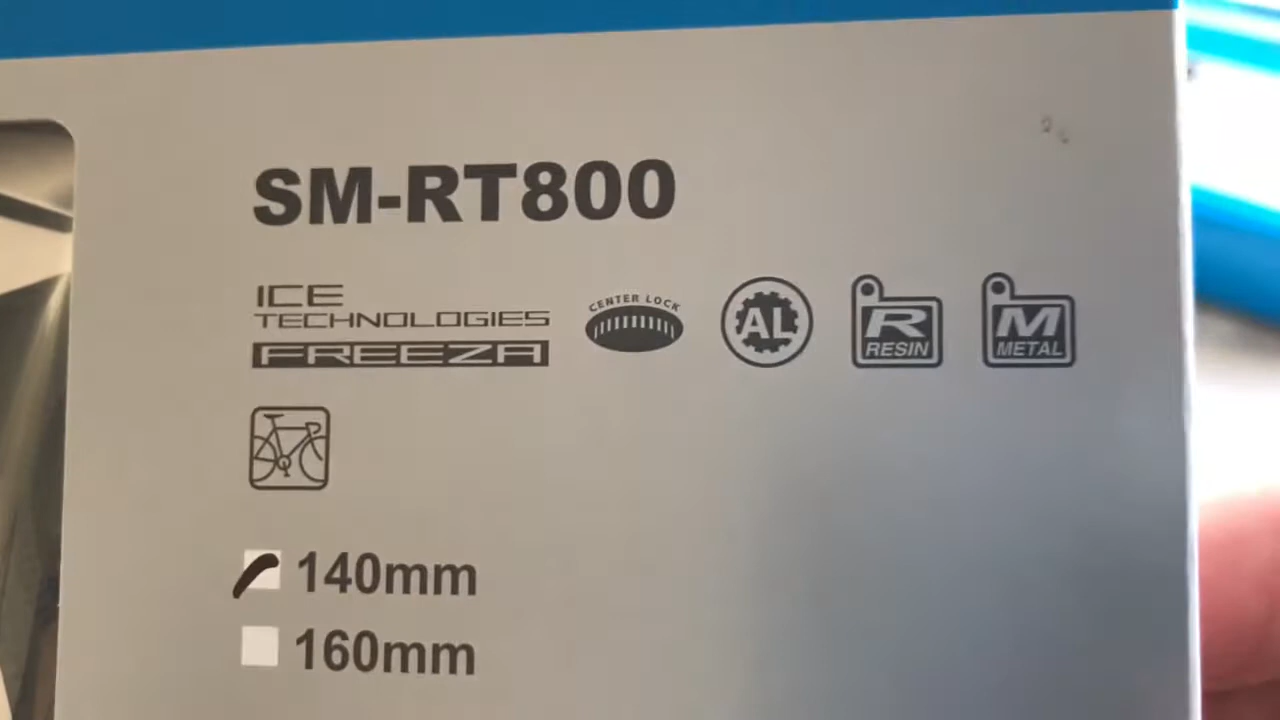 SM-RT800
ICE
TECHNOLOGIES
FREEZA
CENTER LOCK
AL
R
RESIN
M
METAL
140mm
160mm